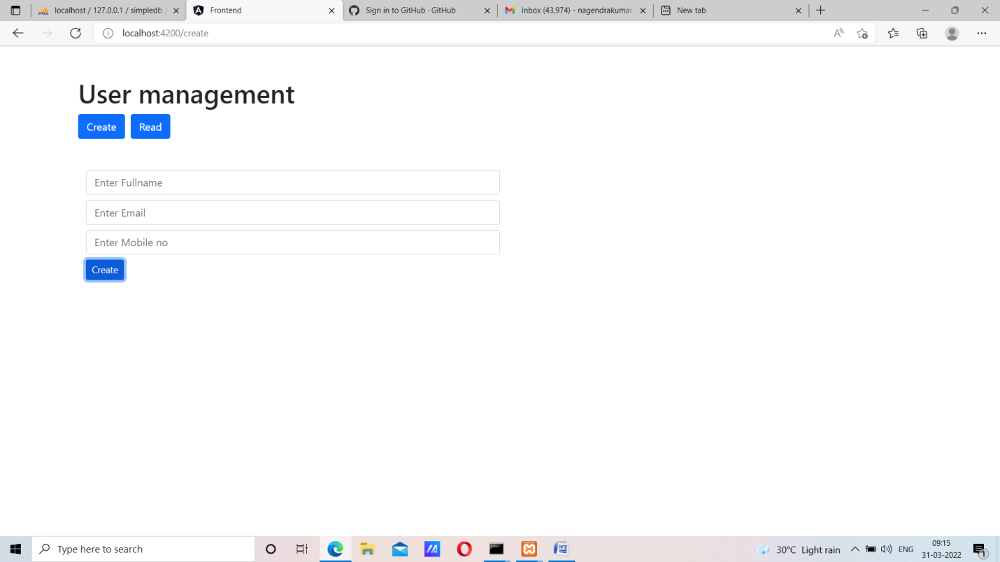 localhost / 127.0.0.1 / simpledb /
Frontend
Sign in to GitHub · GitHub
Inbox (43,974) - nagendrakumar
New tab
localhost:4200/create
User management
Create
Read
Enter Fullname
Enter Email
Enter Mobile no
Create
Type here to search
30°C Light rain
ENG
09:15
31-03-2022
1